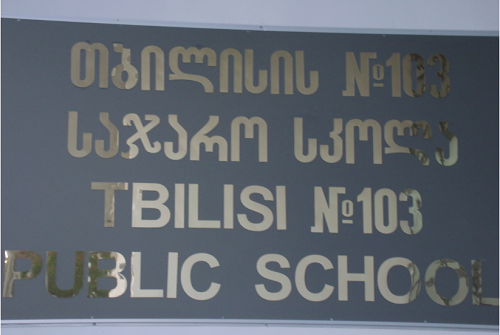 თბილისის №103
საჯარო სკოლა
TBILISI №103
PUBLIC SCHOOL